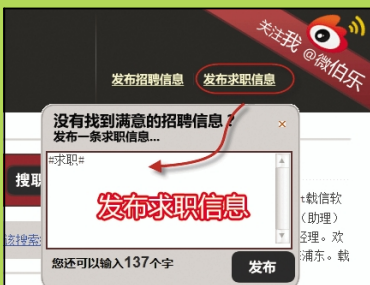 关注我 @微伯乐
发布招聘信息 发布求职信息
没有找到满意的招聘信息？ ×
发布一条求职信息...
#求职#
搜职
发布求职信息
t载信软
（助理）
经理。欢
浦东。载
该搜索
您还可以输入137个字 发布